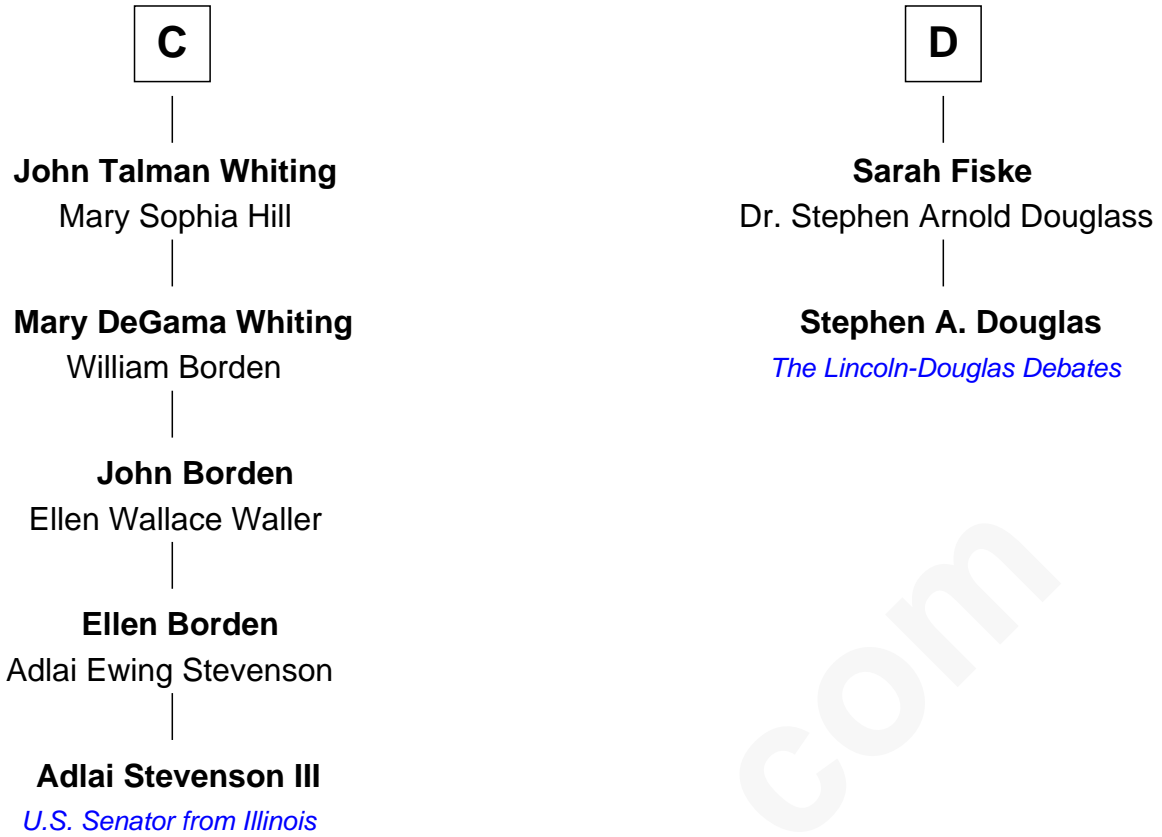 C
John Talman Whiting
Mary Sophia Hill
Mary DeGama Whiting
William Borden
John Borden
Ellen Wallace Waller
Ellen Borden
Adlai Ewing Stevenson
Adlai Stevenson III
U.S. Senator from Illinois
D
Sarah Fiske
Dr. Stephen Arnold Douglass
Stephen A. Douglas
The Lincoln-Douglas Debates
com